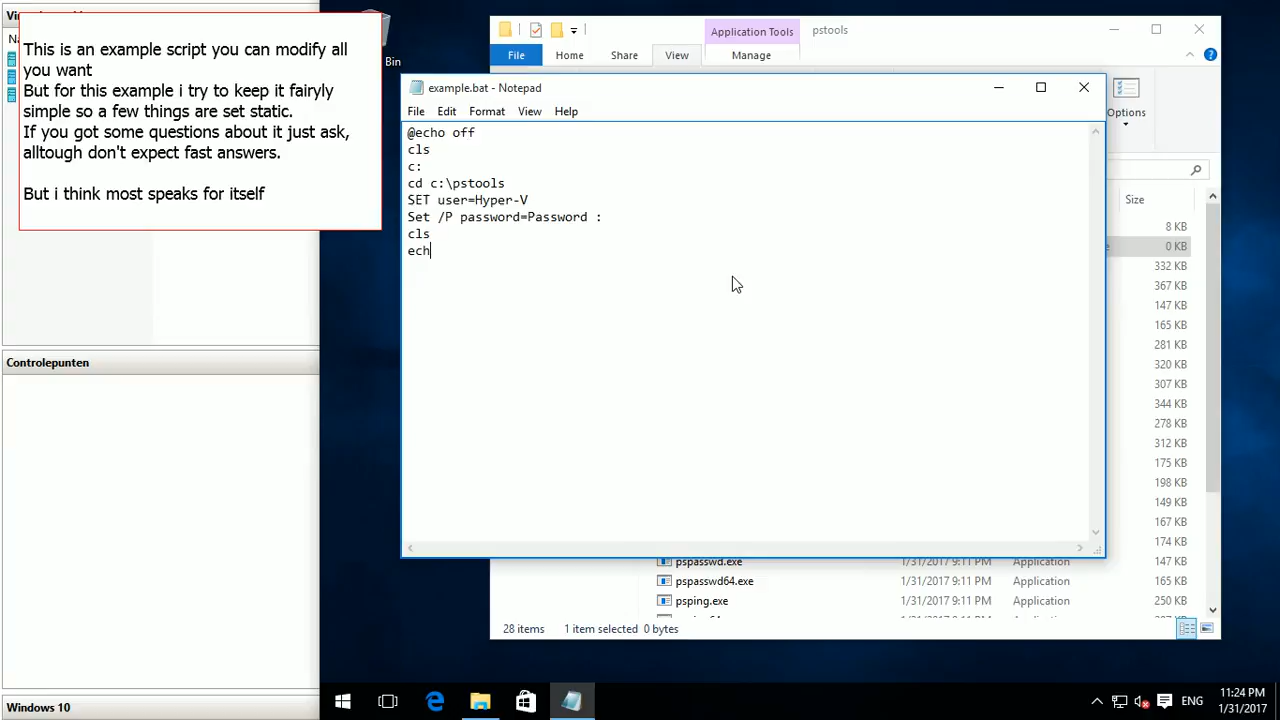 This is an example script you can modify all
you want
But for this example i try to keep it fairyly
simple so a few things are set static.
If you got some questions about it just ask,
alltough don't expect fast answers.
But i think most speaks for itself
Bin
Controlepunten
Windows 10
Application Tools
pstools
File
Home
Share
View
Manage
Options
Size
example.bat - Notepad
File Edit Format View Help
@echo off
cls
c:
cd c:\pstools
SET user=Hyper-V
Set /P password=Password :
cls
ech
8 KB
0 KB
332 KB
367 KB
147 KB
165 KB
281 KB
320 KB
307 KB
344 KB
278 KB
312 KB
175 KB
198 KB
149 KB
167 KB
174 KB
pspasswd.exe 1/31/2017 9:11 PM Application 147 KB
pspasswd64.exe 1/31/2017 9:11 PM Application 165 KB
psping.exe 1/31/2017 9:11 PM Application 250 KB
28 items 1 item selected 0 bytes
ENG
11:24 PM
1/31/2017